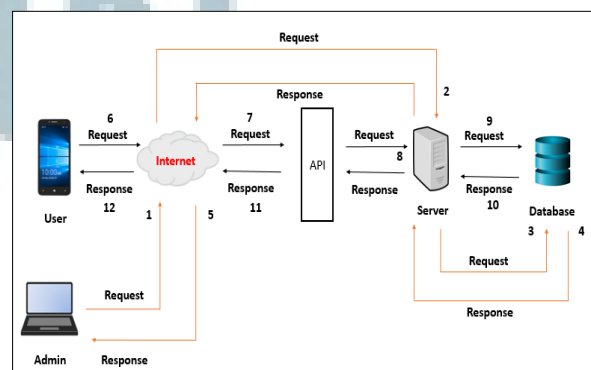 Request
Response
2
6
7
9
Request
Request
Request
Request
Internet
API
8
Response
Response
Response
Response
12
1
5
11
10
User
Server
Database
3
4
Request
Request
Response
Admin
Response